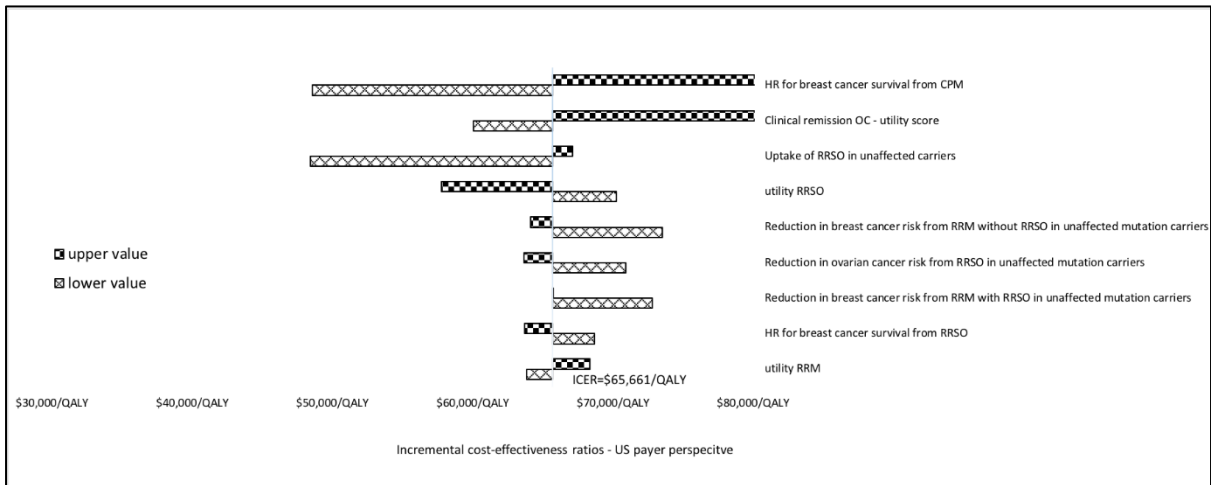 HR for breast cancer survival from CPM
Clinical remission OC - utility score
Uptake of RRSO in unaffected carriers
utility RRSO
Reduction in breast cancer risk from RRM without RRSO in unaffected mutation carriers
upper value
Reduction in ovarian cancer risk from RRSO in unaffected mutation carriers
lower value
Reduction in breast cancer risk from RRM with RRSO in unaffected mutation carriers
HR for breast cancer survival from RRSO
utility RRM
ICER=$65,661/QALY
$30,000/QALY $40,000/QALY $50,000/QALY $60,000/QALY $70,000/QALY $80,000/QALY
Incremental cost-effectiveness ratios - US payer perspecitve